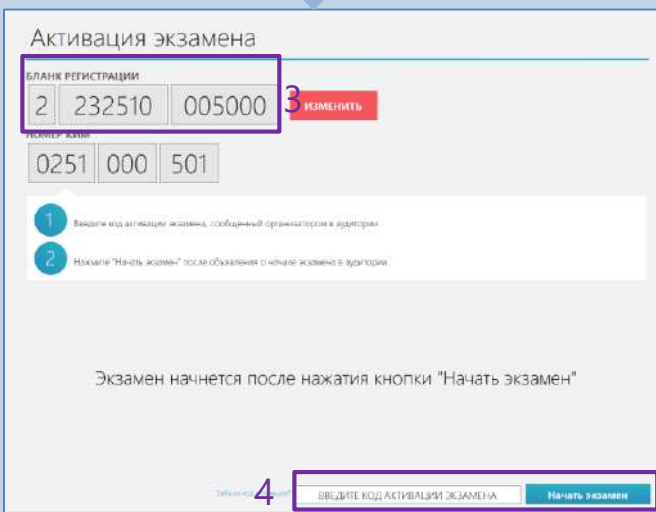 Активация экзамена
БЛАНК РЕГИСТРАЦИИ
2 232510 005000 3 ИЗМЕНИТЬ
НОМЕР КИМ
0251 000 501
1 Введите код активации экзамена, сообщенный организатором в аудитории
2 Нажмите "Начать экзамен" после объявления о начале экзамена в аудитории
Экзамен начнется после нажатия кнопки "Начать экзамен"
4 ВВЕДИТЕ КОД АКТИВАЦИИ ЭКЗАМЕНА Начать экзамен